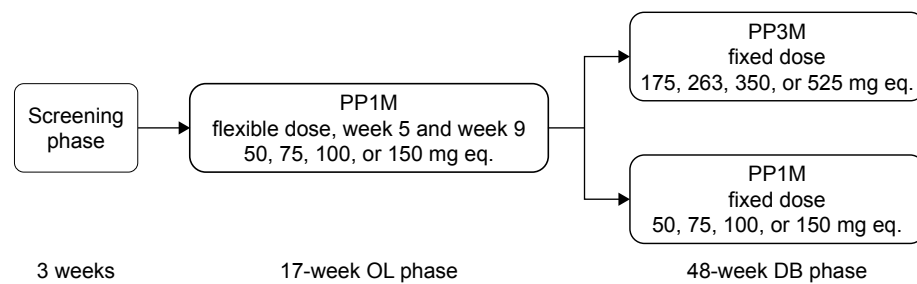 Screening
phase
PP1M
flexible dose, week 5 and week 9
50, 75, 100, or 150 mg eq.
PP3M
fixed dose
175, 263, 350, or 525 mg eq.
PP1M
fixed dose
50, 75, 100, or 150 mg eq.
3 weeks
17-week OL phase
48-week DB phase